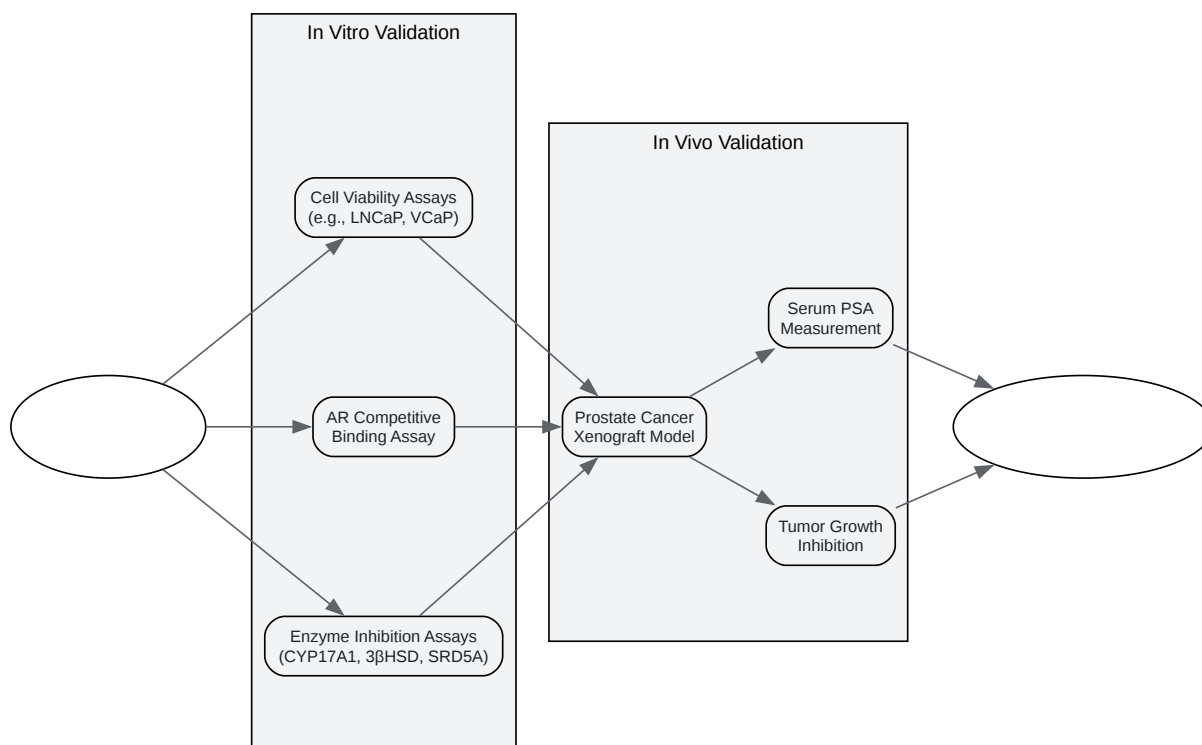 In Vitro Validation
Cell Viability Assays
(e.g., LNCaP, VCaP)
AR Competitive
Binding Assay
Enzyme Inhibition Assays
(CYP17A1, 3βHSD, SRD5A)
In Vivo Validation
Prostate Cancer
Xenograft Model
Serum PSA
Measurement
Tumor Growth
Inhibition